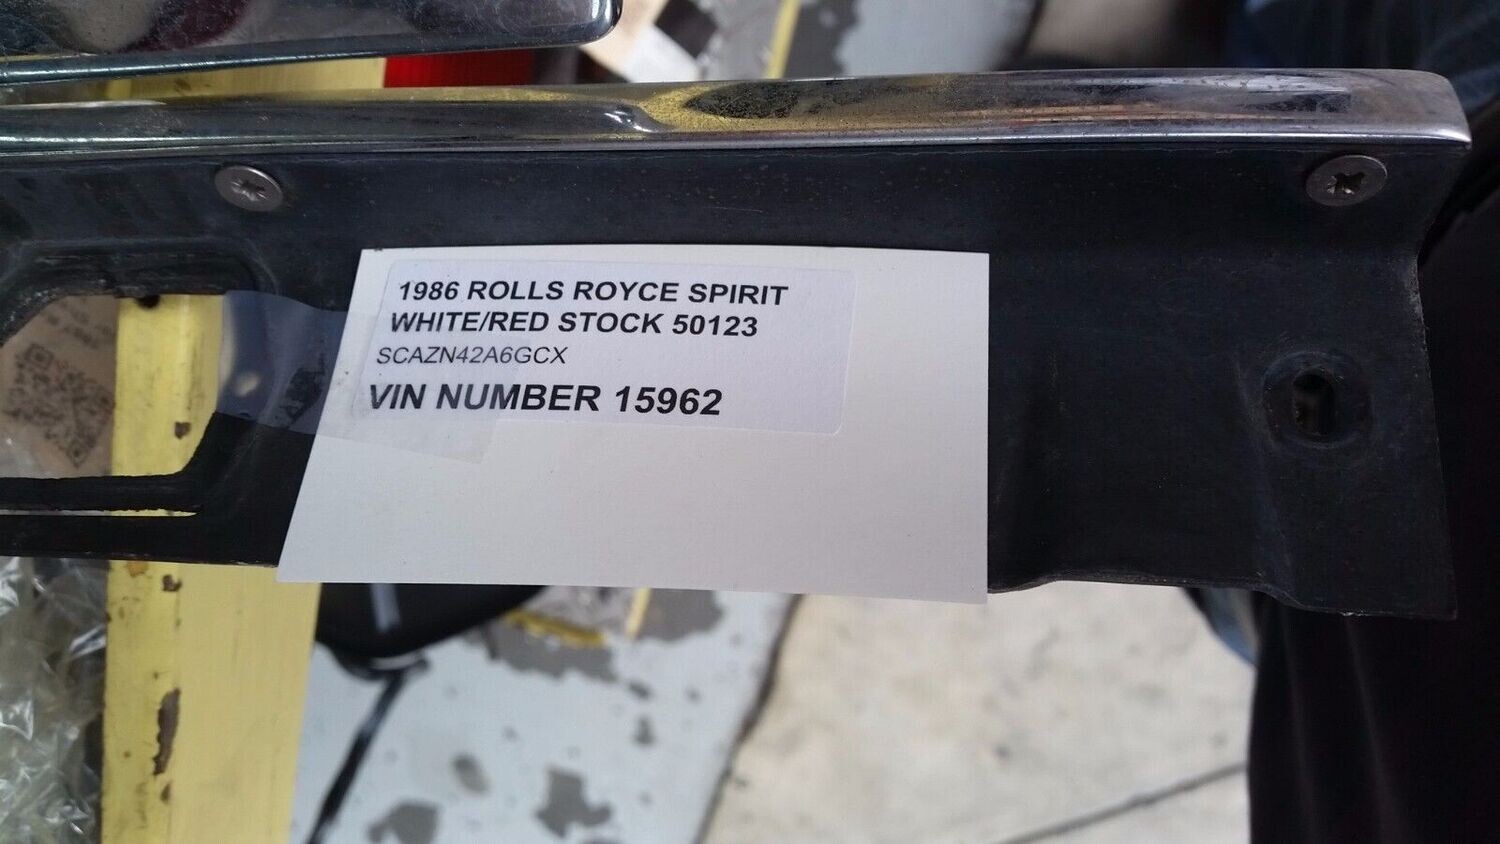 1986 ROLLS ROYCE SPIRIT
WHITE/RED STOCK 50123
SCAZN42A6GCX
VIN NUMBER 15962